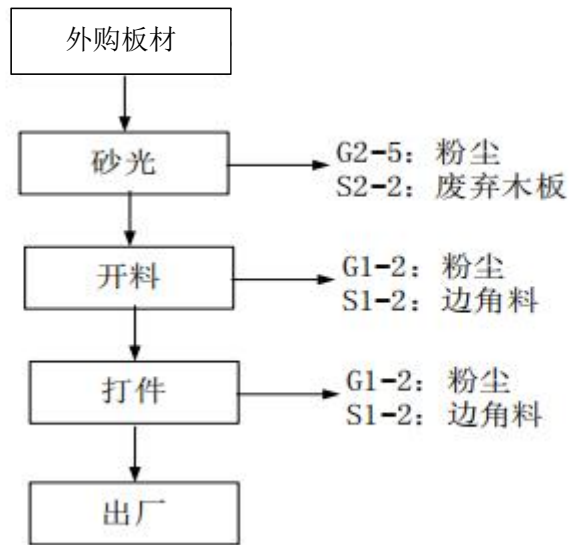 外购板材
砂光
G2-5：粉尘
S2-2：废弃木板
开料
G1-2：粉尘
S1-2：边角料
打件
G1-2：粉尘
S1-2：边角料
出厂